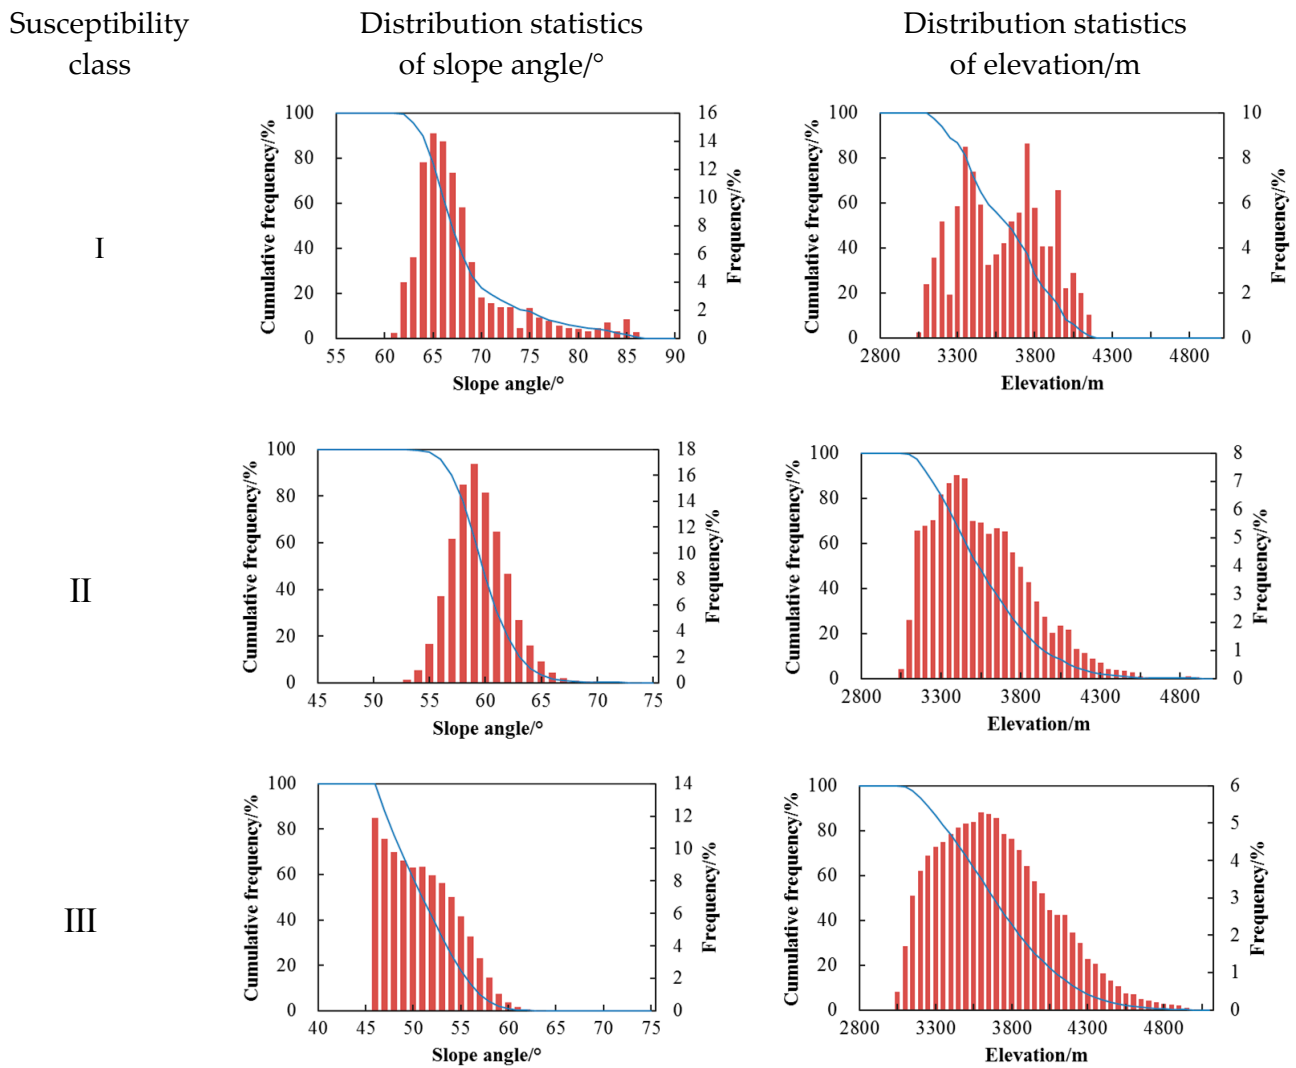 Susceptibility
class
Distribution statistics
of slope angle/°
Distribution statistics
of elevation/m
I
100
80
60
40
20
0
Cumulative frequency/%
16
14
12
10
8
6
4
2
0
Frequency/%
55 60 65 70 75 80 85 90
Slope angle/°
100
80
60
40
20
0
Cumulative frequency/%
10
8
6
4
2
0
Frequency/%
2800 3300 3800 4300 4800
Elevation/m
II
100
80
60
40
20
0
Cumulative frequency/%
18
16
14
12
10
8
6
4
2
0
Frequency/%
45 50 55 60 65 70 75
Slope angle/°
100
80
60
40
20
0
Cumulative frequency/%
8
7
6
5
4
3
2
1
0
Frequency/%
2800 3300 3800 4300 4800
Elevation/m
III
100
80
60
40
20
0
Cumulative frequency/%
14
12
10
8
6
4
2
0
Frequency/%
40 45 50 55 60 65 70 75
Slope angle/°
100
80
60
40
20
0
Cumulative frequency/%
6
5
4
3
2
1
0
Frequency/%
2800 3300 3800 4300 4800
Elevation/m